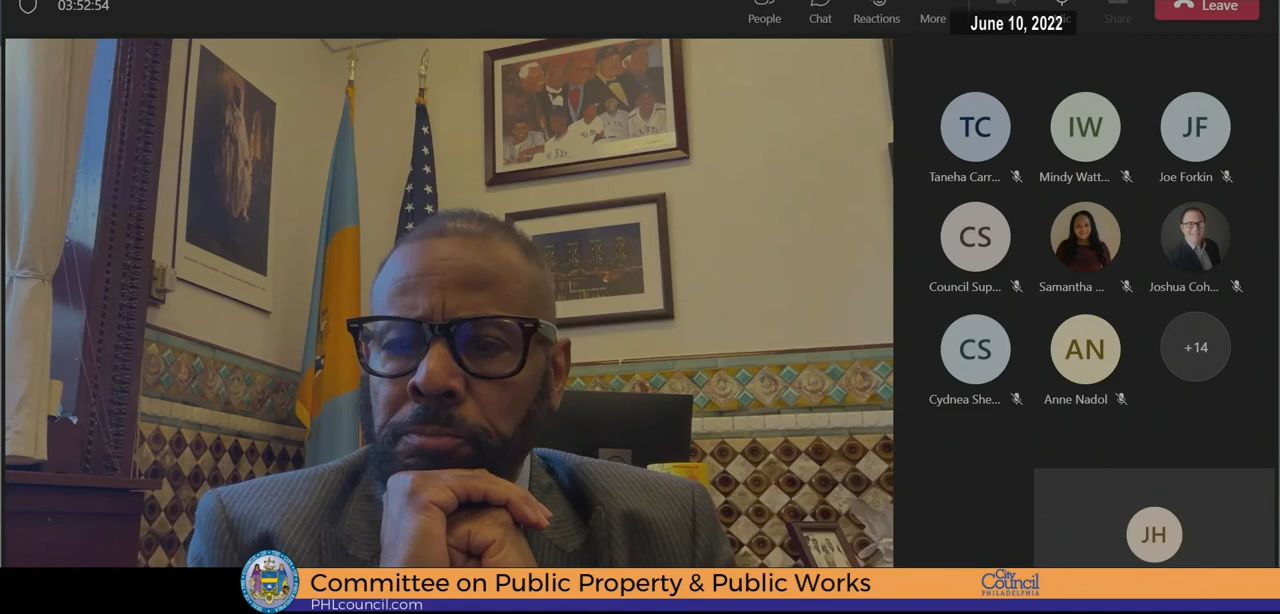 03:52:54
People
Chat
Reactions
More
June 10, 2022
Share
Leave
TC
IW
JF
Taneha Carr...
Mindy Watt...
Joe Forkin
CS
Council Sup...
Samantha ...
Joshua Coh...
CS
AN
+14
Cydnea She...
Anne Nadol
JH
Committee on Public Property & Public Works
City
Council
PHILADELPHIA
PHLcouncil.com